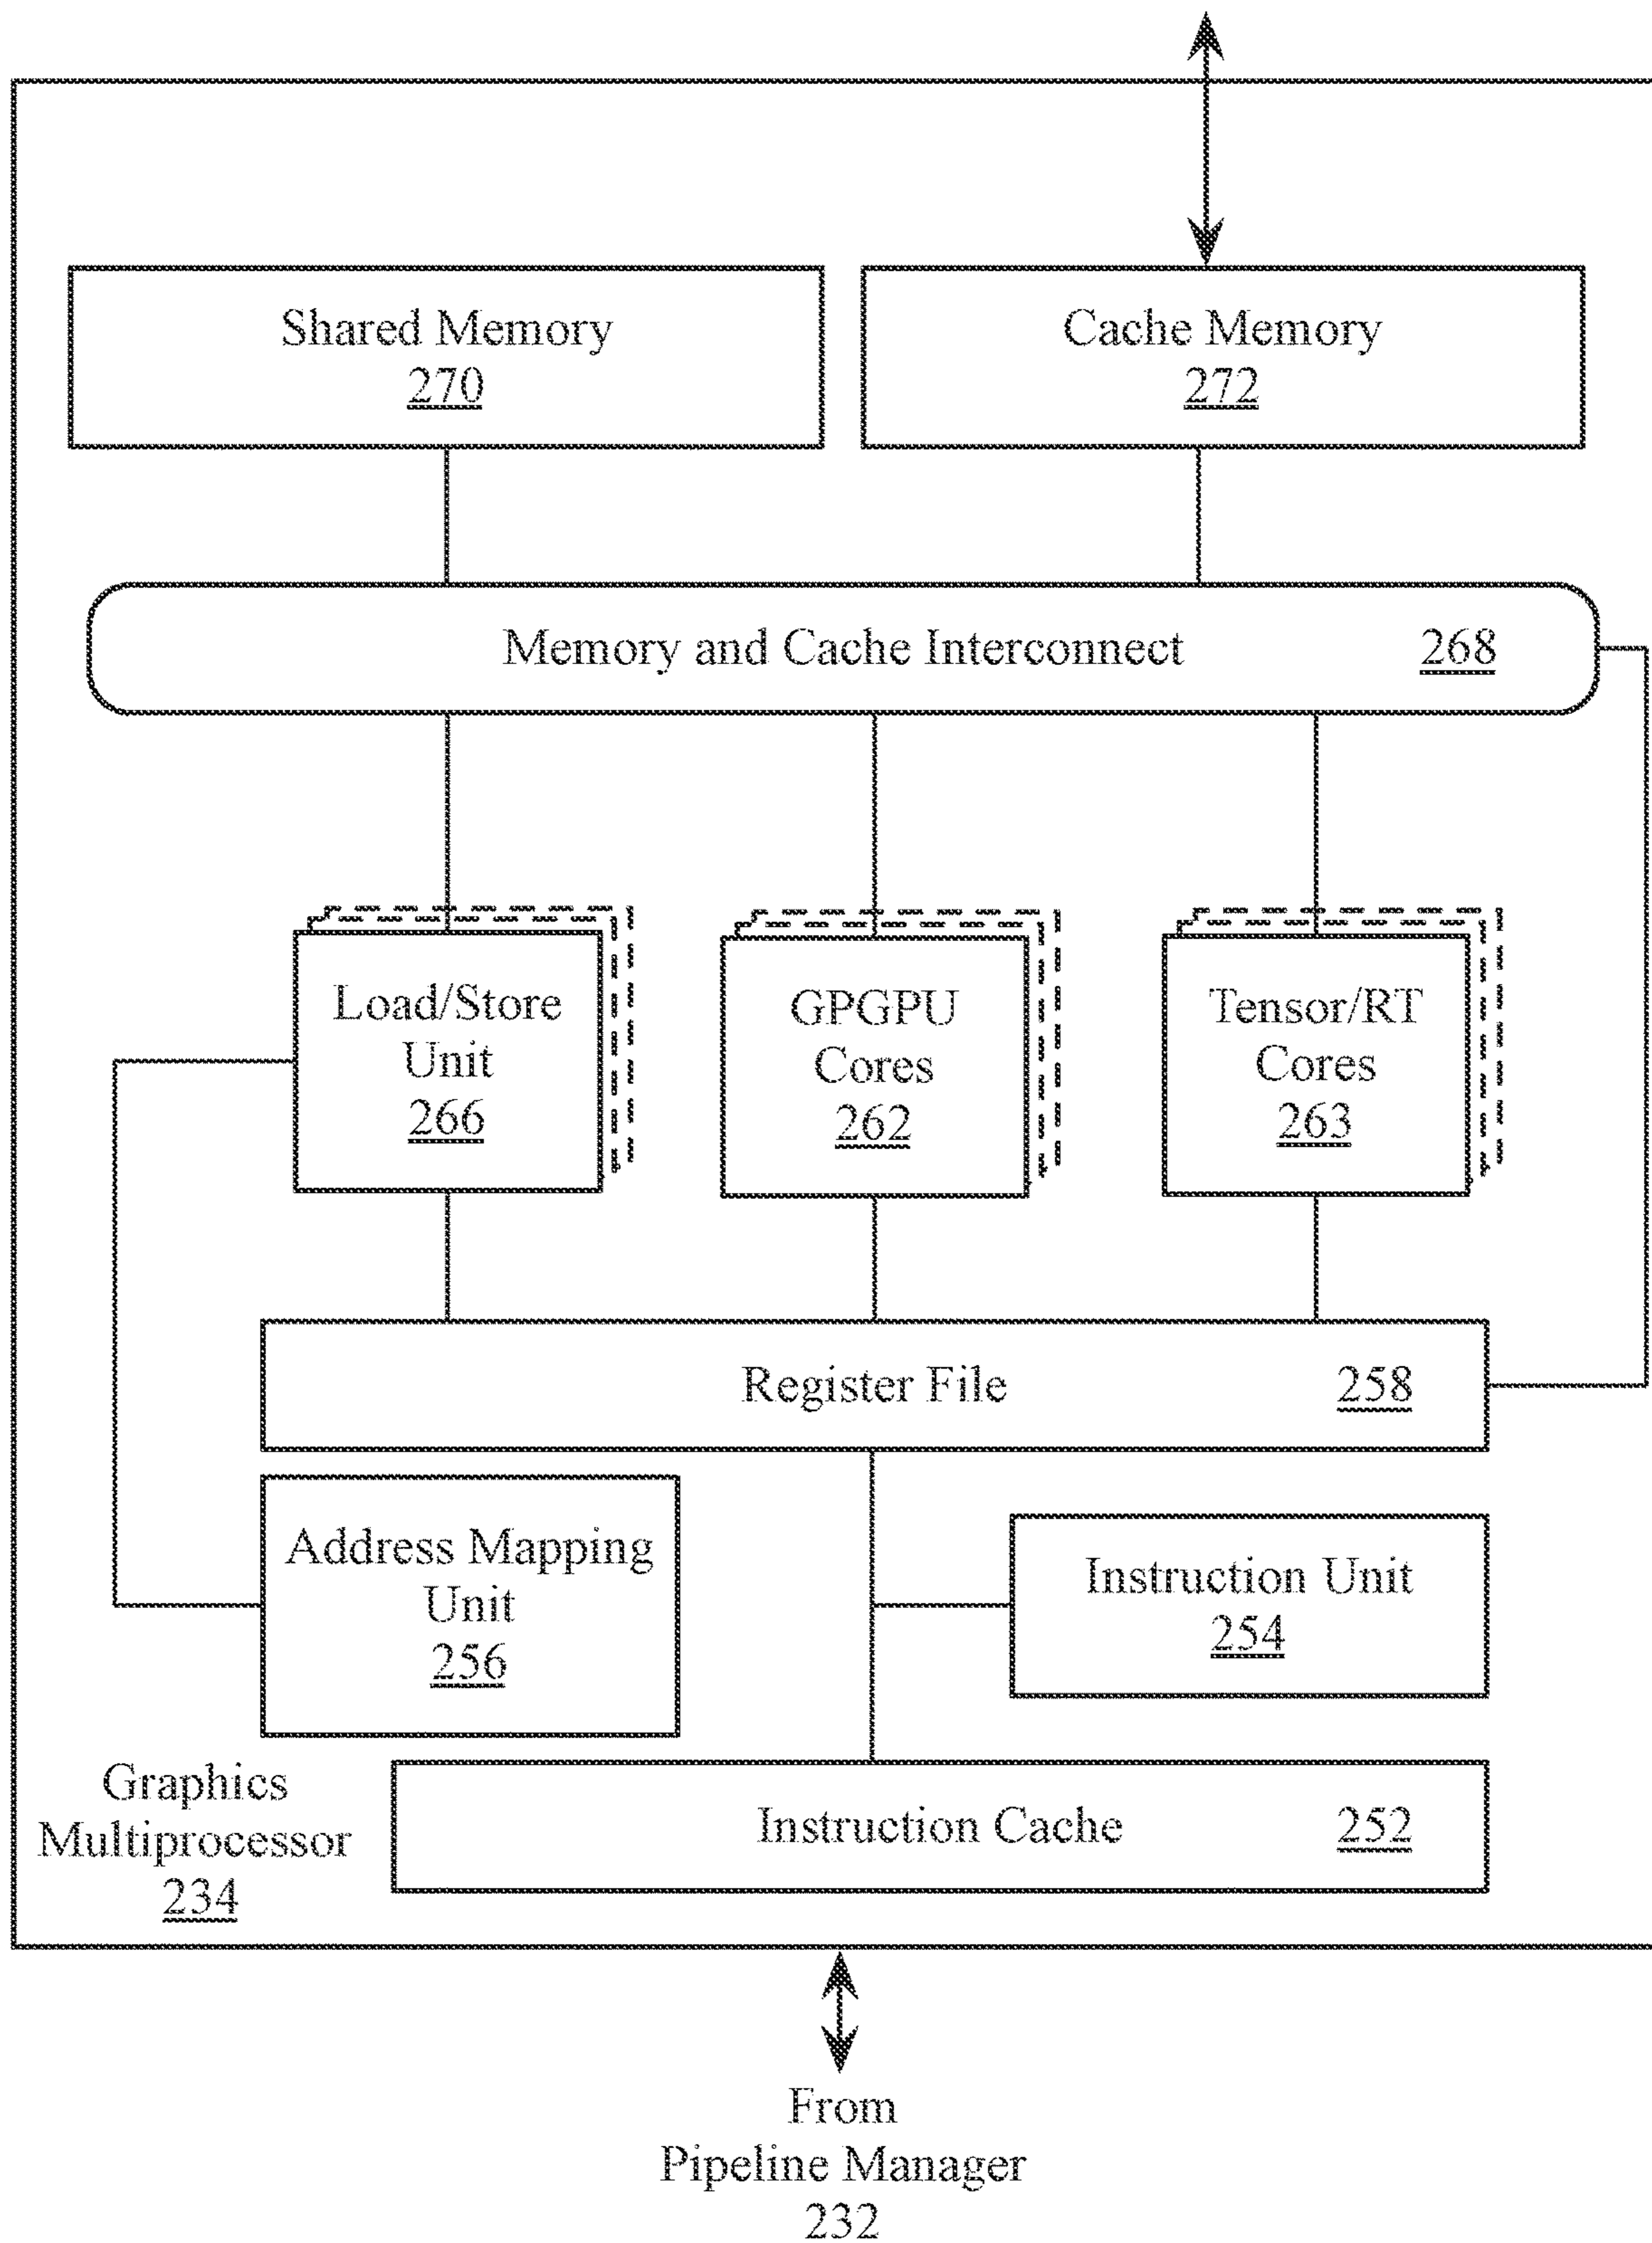 Shared Memory
270
Cache Memory
272
Memory and Cache Interconnect 268
Load/Store
Unit
266
GPGPU
Cores
262
Tensor/RT
Cores
263
Register File 258
Address Mapping
Unit
256
Instruction Unit
254
Graphics
Multiprocessor
234
Instruction Cache 252
From
Pipeline Manager
232